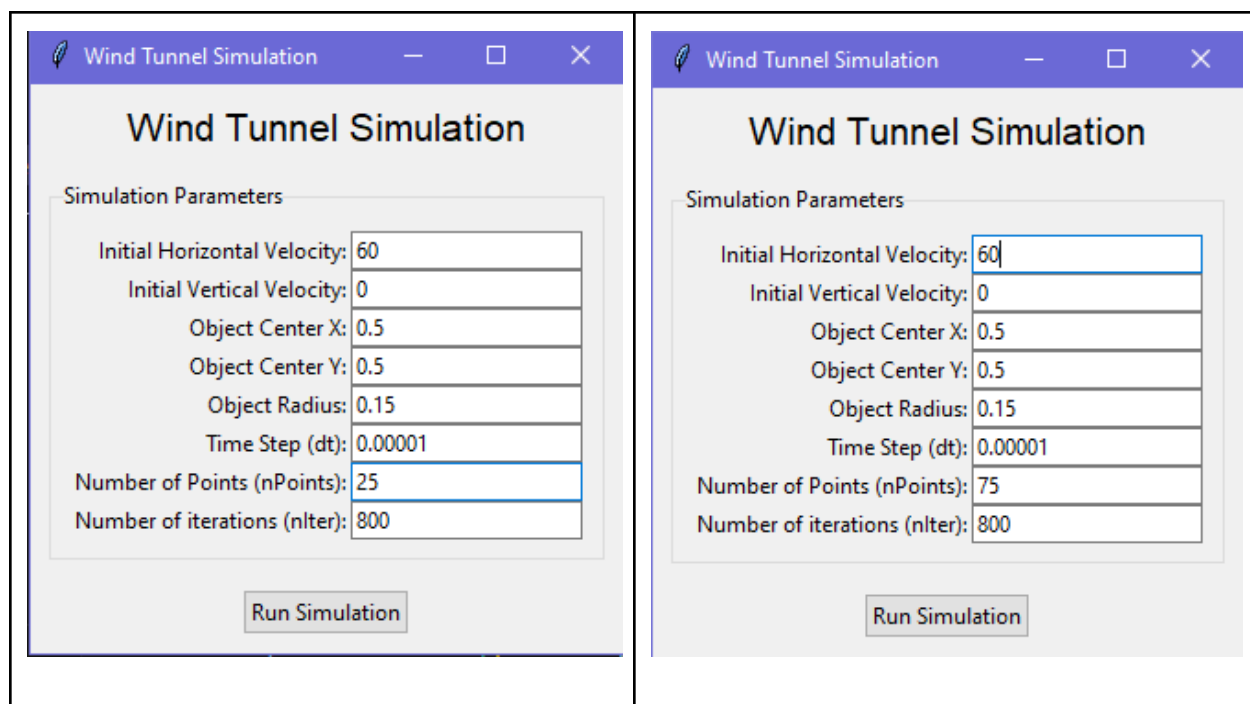 Wind Tunnel Simulation
Wind Tunnel Simulation
Simulation Parameters
Initial Horizontal Velocity: 60
Initial Vertical Velocity: 0
Object Center X: 0.5
Object Center Y: 0.5
Object Radius: 0.15
Time Step (dt): 0.00001
Number of Points (nPoints): 25
Number of iterations (nIter): 800
Run Simulation
Wind Tunnel Simulation
Wind Tunnel Simulation
Simulation Parameters
Initial Horizontal Velocity: 60
Initial Vertical Velocity: 0
Object Center X: 0.5
Object Center Y: 0.5
Object Radius: 0.15
Time Step (dt): 0.00001
Number of Points (nPoints): 75
Number of iterations (nIter): 800
Run Simulation